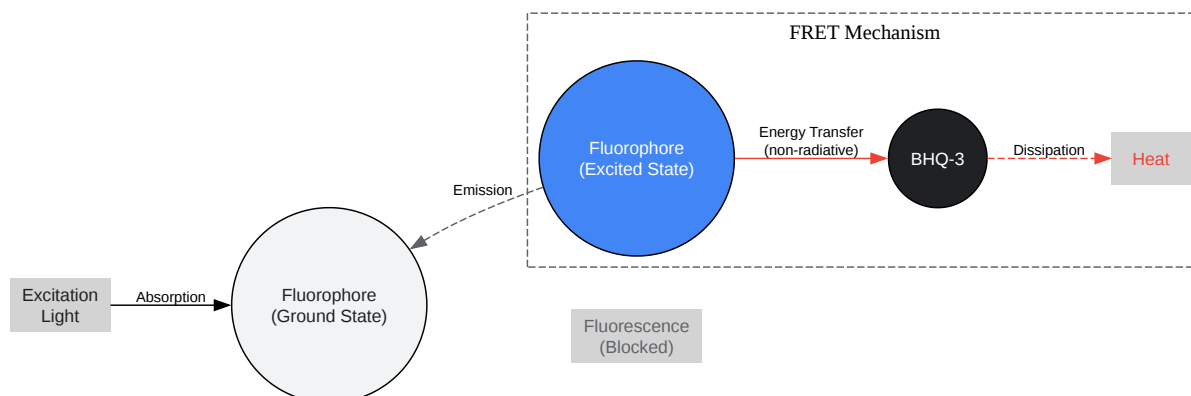 FRET Mechanism
Fluorophore
(Excited State)
Energy Transfer
(non-radiative)
BHQ-3
Dissipation
Heat
Emission
Excitation
Light
Absorption
Fluorophore
(Ground State)
Fluorescence
(Blocked)